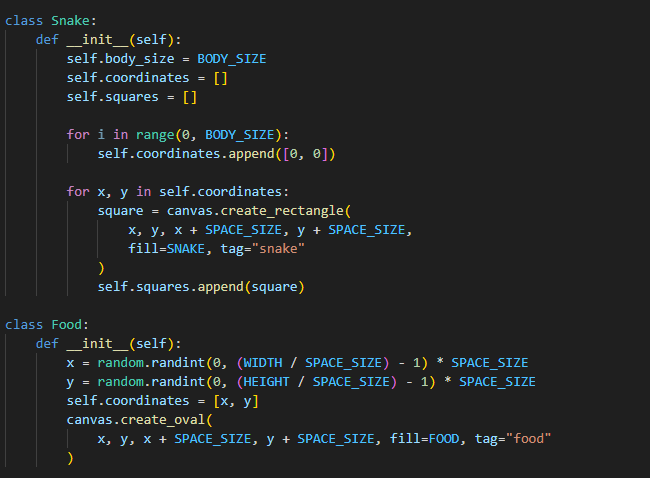 class Snake:
    def __init__(self):
        self.body_size = BODY_SIZE
        self.coordinates = []
        self.squares = []

        for i in range(0, BODY_SIZE):
            self.coordinates.append([0, 0])

        for x, y in self.coordinates:
            square = canvas.create_rectangle(
                x, y, x + SPACE_SIZE, y + SPACE_SIZE,
                fill=SNAKE, tag="snake"
            )
            self.squares.append(square)

class Food:
    def __init__(self):
        x = random.randint(0, (WIDTH / SPACE_SIZE) - 1) * SPACE_SIZE
        y = random.randint(0, (HEIGHT / SPACE_SIZE) - 1) * SPACE_SIZE
        self.coordinates = [x, y]
        canvas.create_oval(
            x, y, x + SPACE_SIZE, y + SPACE_SIZE, fill=FOOD, tag="food"
        )